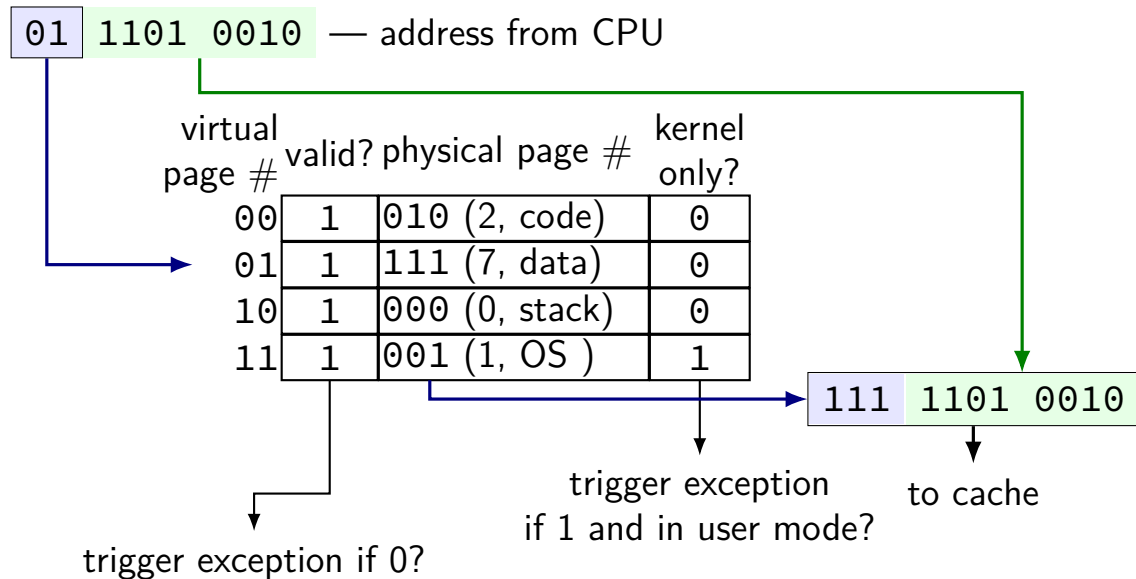 01 1101 0010 — address from CPU
virtual page # valid? physical page # kernel only?
00 1 010 (2, code) 0
01 1 111 (7, data) 0
10 1 000 (0, stack) 0
11 1 001 (1, OS ) 1
111 1101 0010
trigger exception if 1 and in user mode?
to cache
trigger exception if 0?